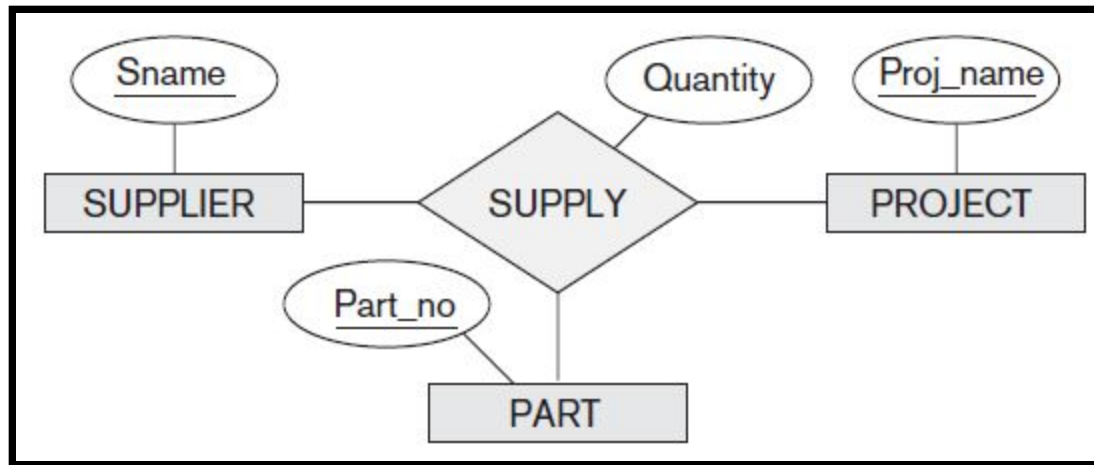 Sname
Quantity
Proj_name
SUPPLIER
SUPPLY
PROJECT
Part_no
PART